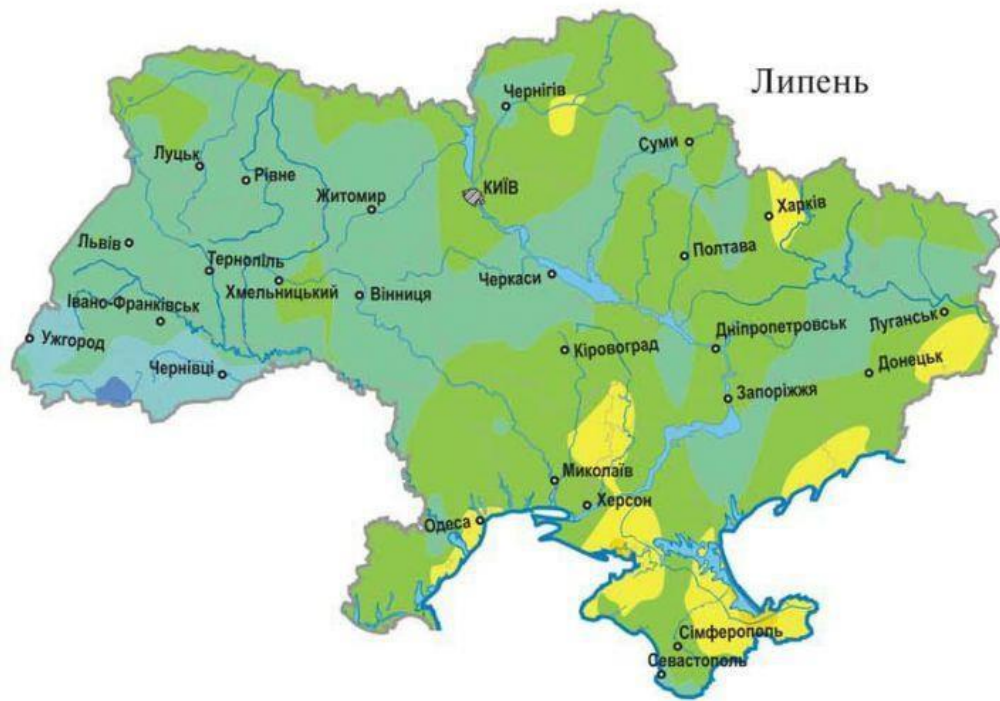 Липень
Чернігів
Суми
Луцьк
Рівне
Житомир
КИЇВ
Харків
Львів
Тернопіль
Полтава
Хмельницький
Вінниця
Черкаси
Івано-Франківськ
Ужгород
Чернівці
Кіровоград
Дніпропетровськ
Луганськ
Донецьк
Запоріжжя
Миколаїв
Херсон
Одеса
Сімферополь
Севастополь